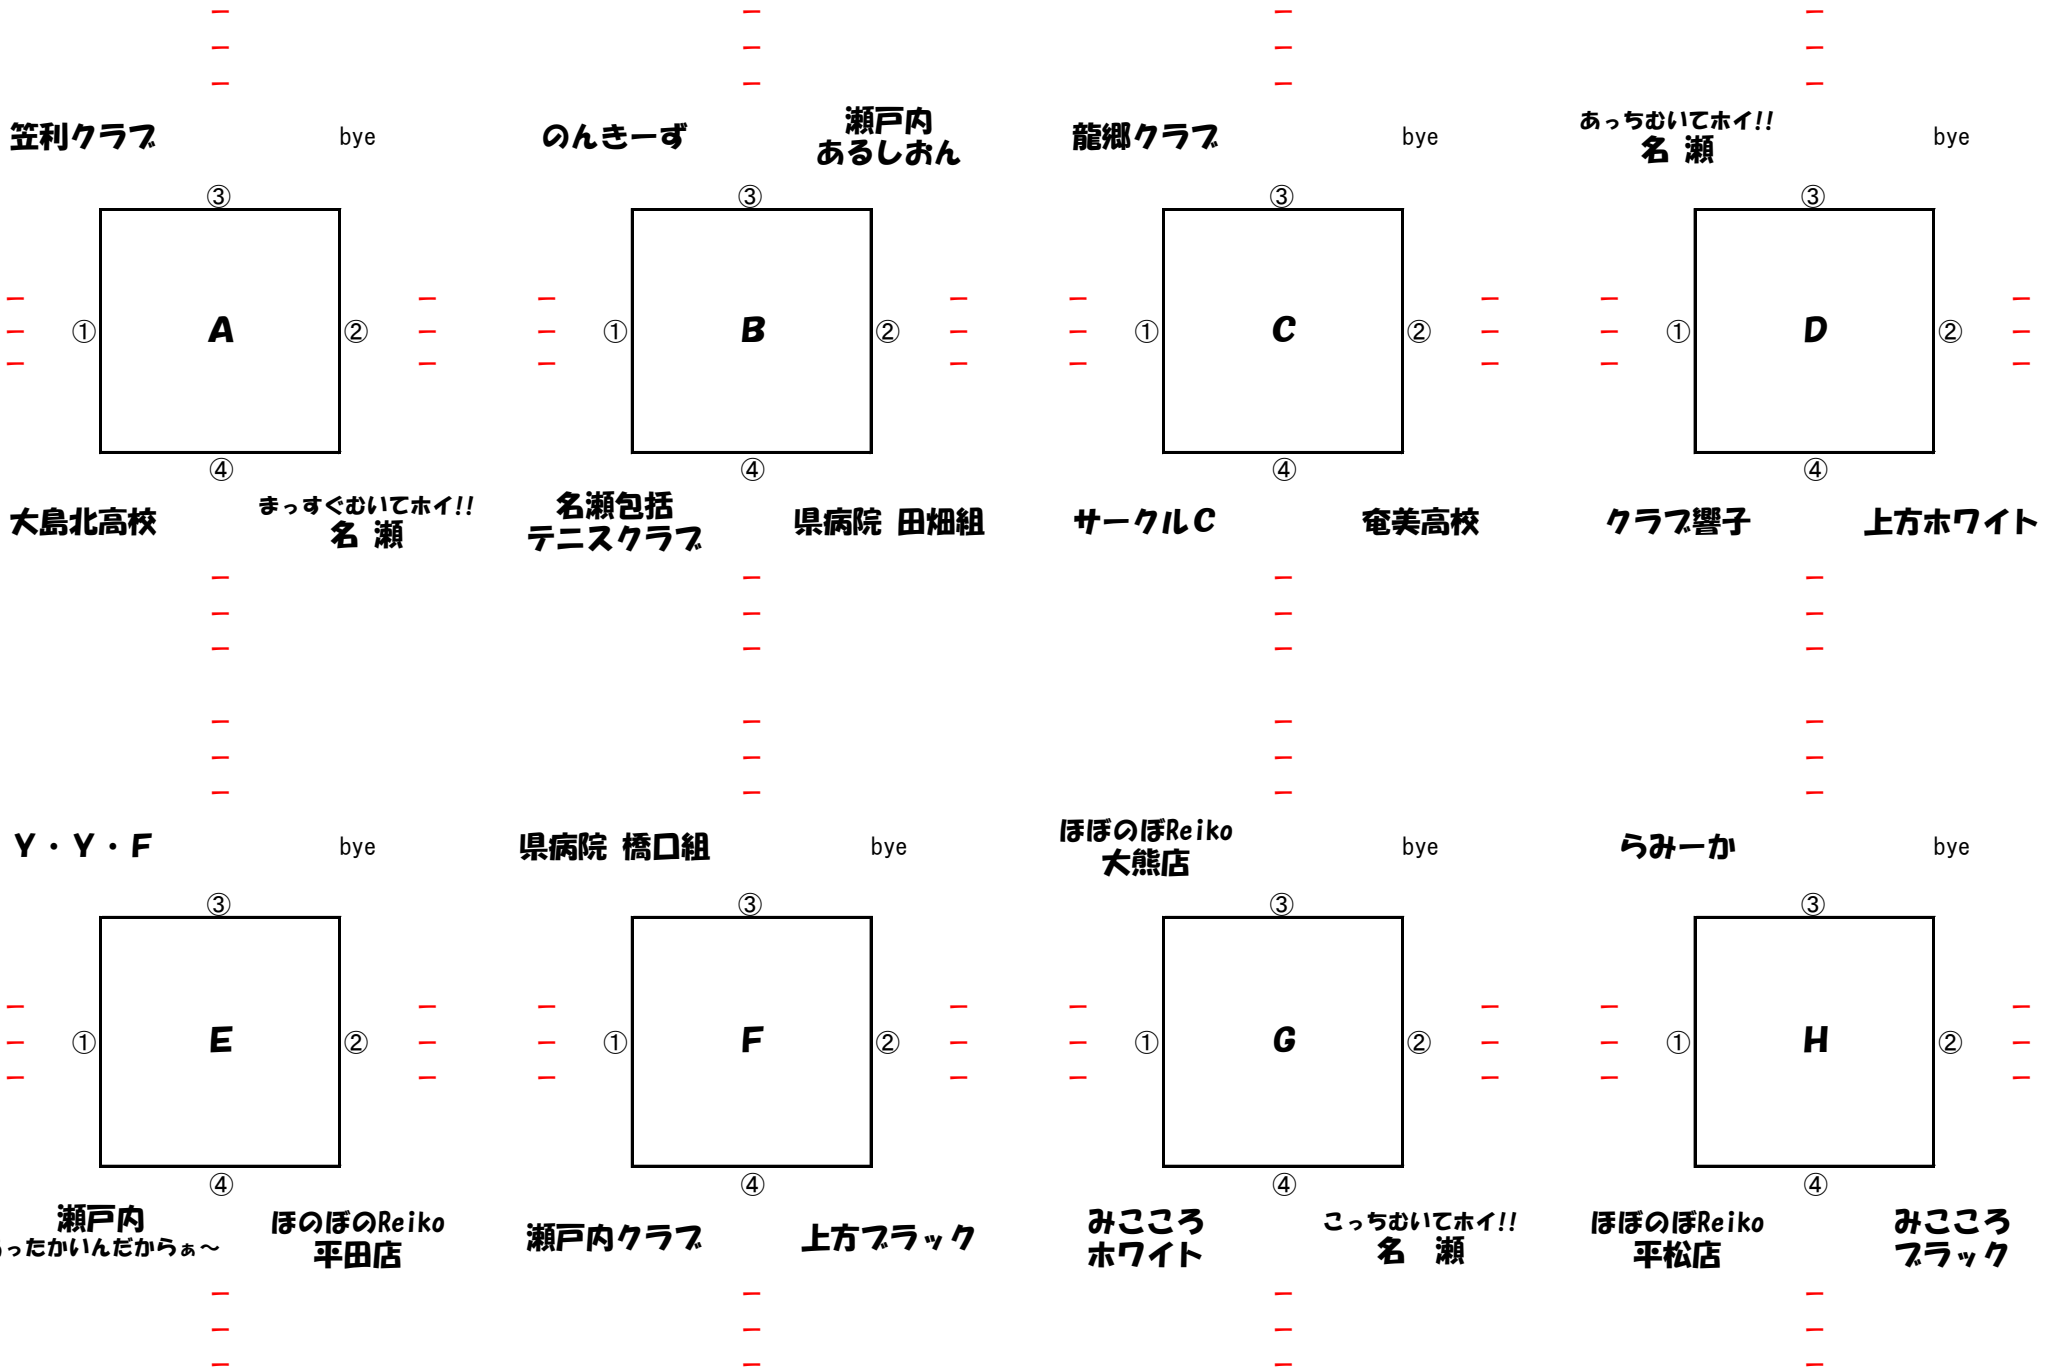 笠利クラブ
bye
のんきーず
瀬戸内
あるしおん
龍郷クラブ
bye
あっちむいてホイ!!
名 瀬
bye
③
③
③
③
①
A
②
①
B
②
①
C
②
①
D
②
④
④
④
④
大島北高校
まっすぐむいてホイ!!
名 瀬
名瀬包括
テニスクラブ
県病院 田畑組
サークルC
奄美高校
クラブ響子
上方ホワイト
Y・Y・F
bye
県病院 橋口組
bye
ほぼのぼReiko
大熊店
bye
らみーか
bye
③
③
③
③
①
E
②
①
F
②
①
G
②
①
H
②
④
④
④
④
瀬戸内
ったかいんだからぁ～
ほのぼのReiko
平田店
瀬戸内クラブ
上方ブラック
みこころ
ホワイト
こっちむいてホイ!!
名 瀬
ほぼのぼReiko
平松店
みこころ
ブラック